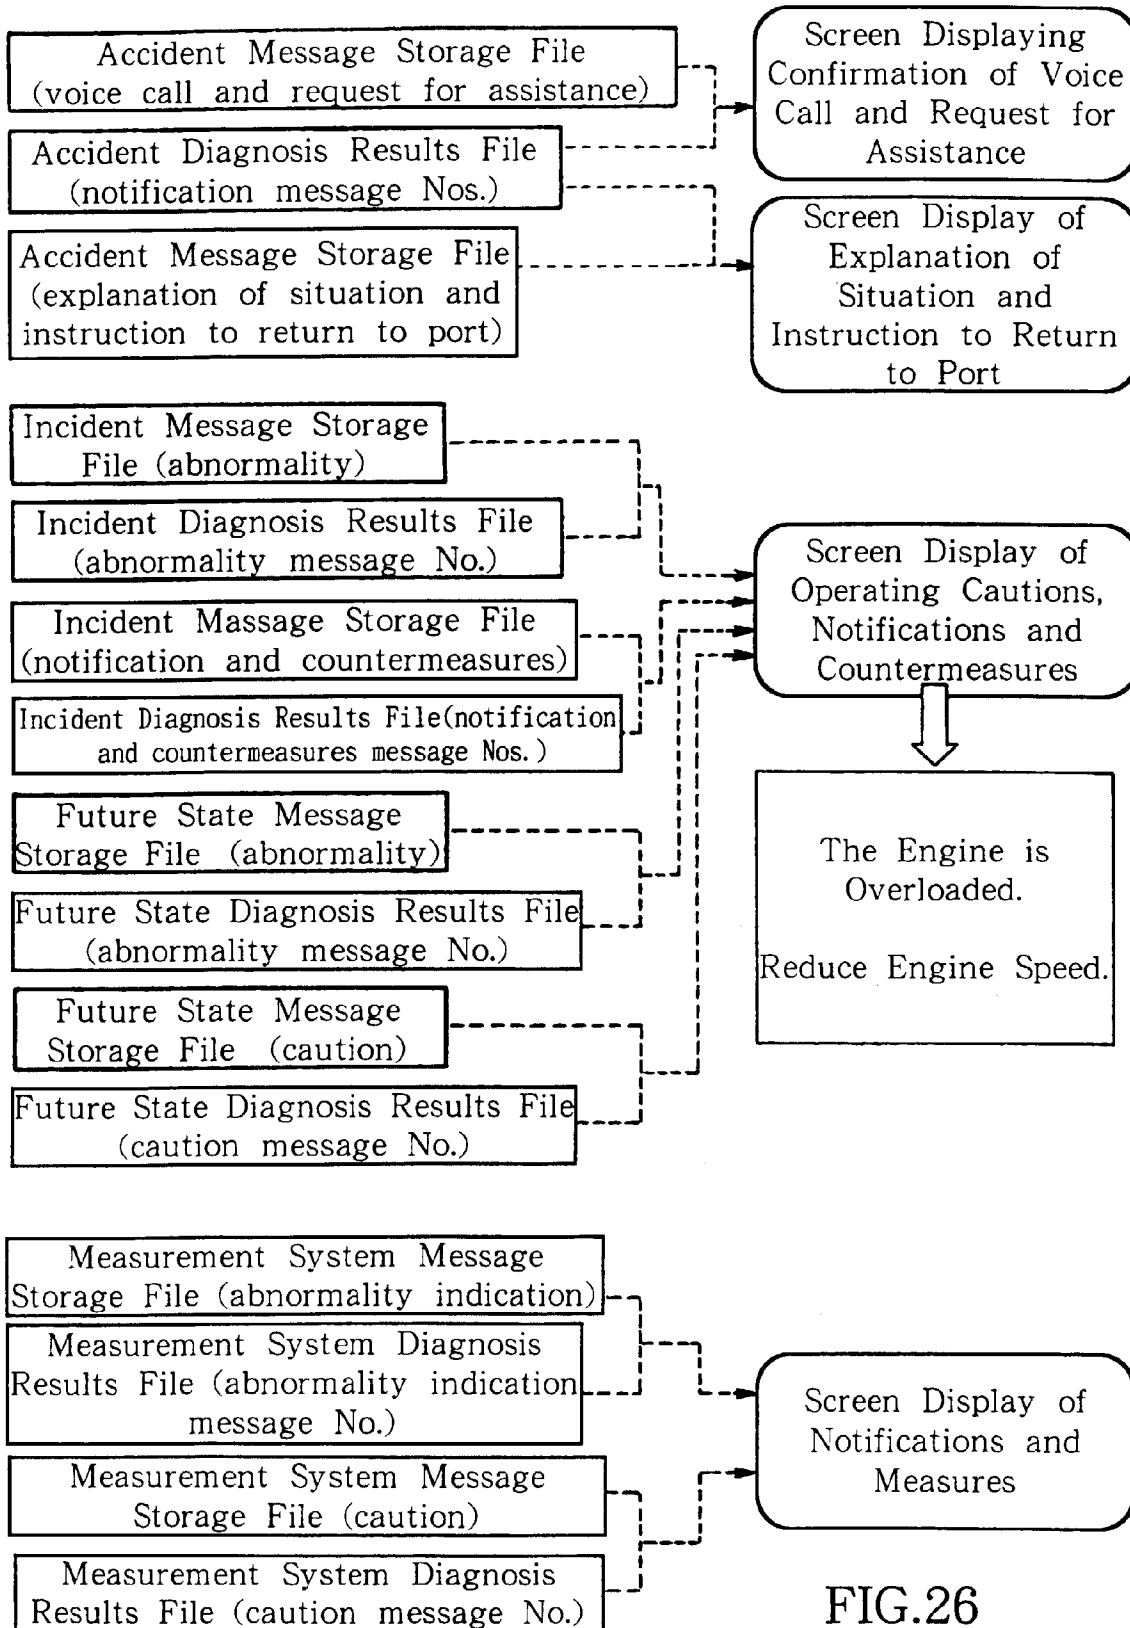 Accident Message Storage File
(voice call and request for assistance)
Accident Diagnosis Results File
(notification message Nos.)
Accident Message Storage File
(explanation of situation and
instruction to return to port)
Screen Displaying
Confirmation of Voice
Call and Request for
Assistance
Screen Display of
Explanation of
Situation and
Instruction to Return
to Port
Incident Message Storage
File (abnormality)
Incident Diagnosis Results File
(abnormality message No.)
Incident Massage Storage File
(notification and countermeasures)
Incident Diagnosis Results File(notification
and countermeasures message Nos.)
Future State Message
Storage File (abnormality)
Future State Diagnosis Results File
(abnormality message No.)
Future State Message
Storage File (caution)
Future State Diagnosis Results File
(caution message No.)
Screen Display of
Operating Cautions,
Notifications and
Countermeasures
The Engine is
Overloaded.
Reduce Engine Speed.
Measurement System Message
Storage File (abnormality indication)
Measurement System Diagnosis
Results File (abnormality indication
message No.)
Measurement System Message
Storage File (caution)
Measurement System Diagnosis
Results File (caution message No.)
Screen Display of
Notifications and
Measures
FIG.26